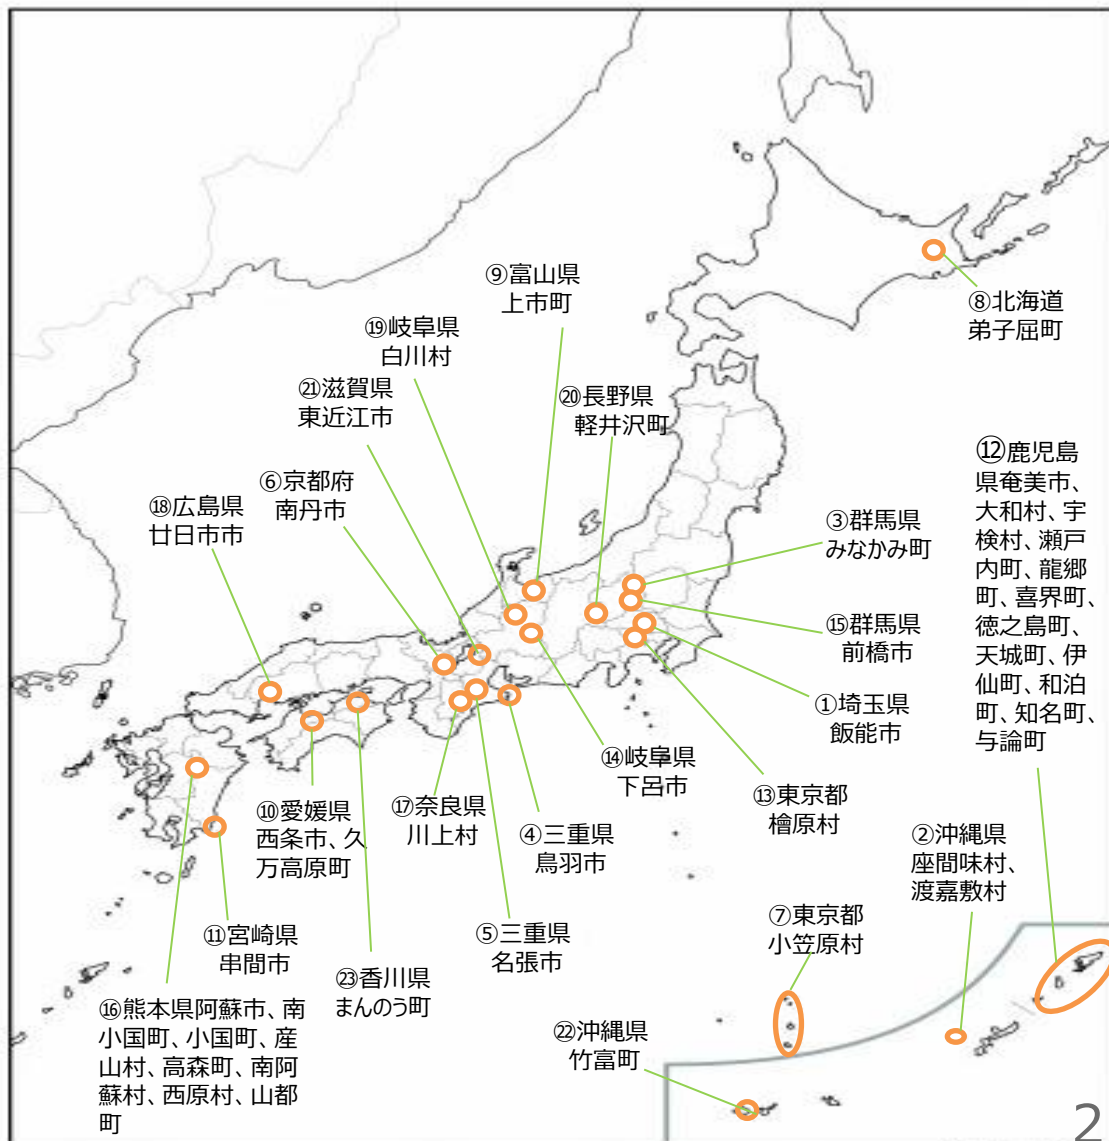 ⑨富山県
上市町
⑲岐阜県
白川村
㉑滋賀県
東近江市
⑥京都府
南丹市
⑱広島県
廿日市市
⑳長野県
軽井沢町
⑧北海道
弟子屈町
③群馬県
みなかみ町
⑮群馬県
前橋市
①埼玉県
飯能市
⑫鹿児島
県奄美市、
大和村、宇
検村、瀬戸
内町、龍郷
町、喜界町、
徳之島町、
天城町、伊
仙町、和泊
町、知名町、
与論町
⑭岐阜県
下呂市
⑬東京都
檜原村
⑩愛媛県
西条市、久
万高原町
⑰奈良県
川上村
④三重県
鳥羽市
②沖縄県
座間味村、
渡嘉敷村
⑪宮崎県
串間市
㉓香川県
まんのう町
⑤三重県
名張市
⑦東京都
小笠原村
⑯熊本県阿蘇市、南
小国町、小国町、産
山村、高森町、南阿
蘇村、西原村、山都
町
㉒沖縄県
竹富町
2